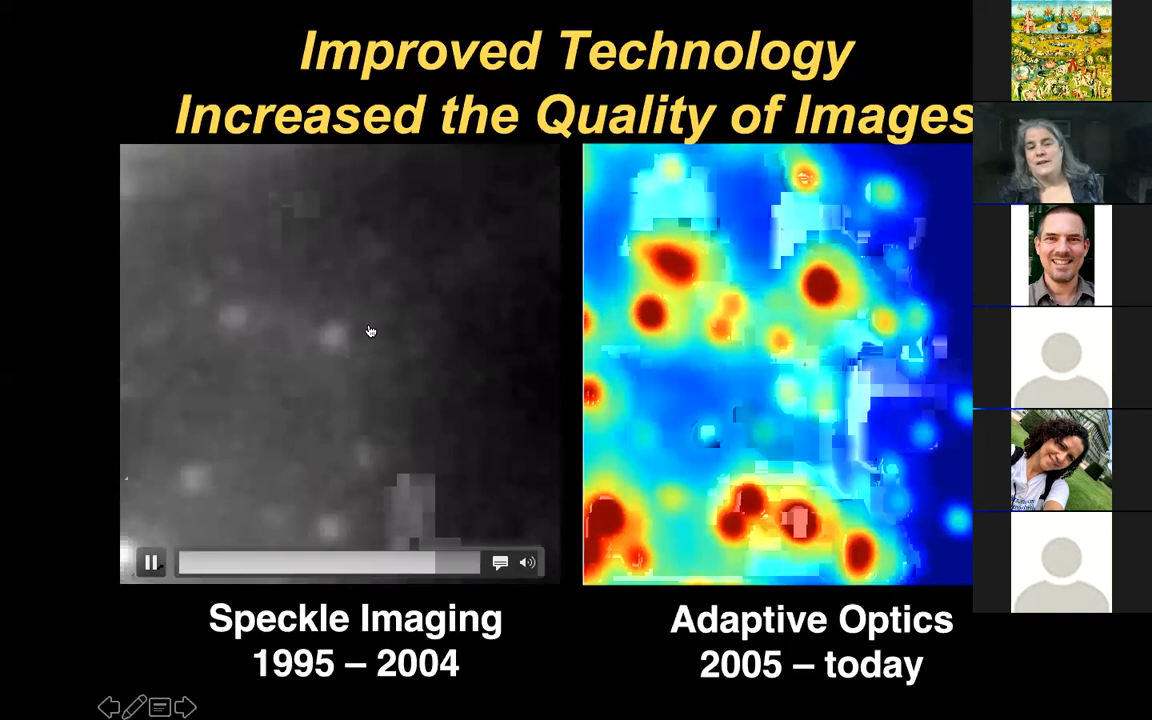 Improved Technology
Increased the Quality of Images
Speckle Imaging
1995 – 2004
Adaptive Optics
2005 – today